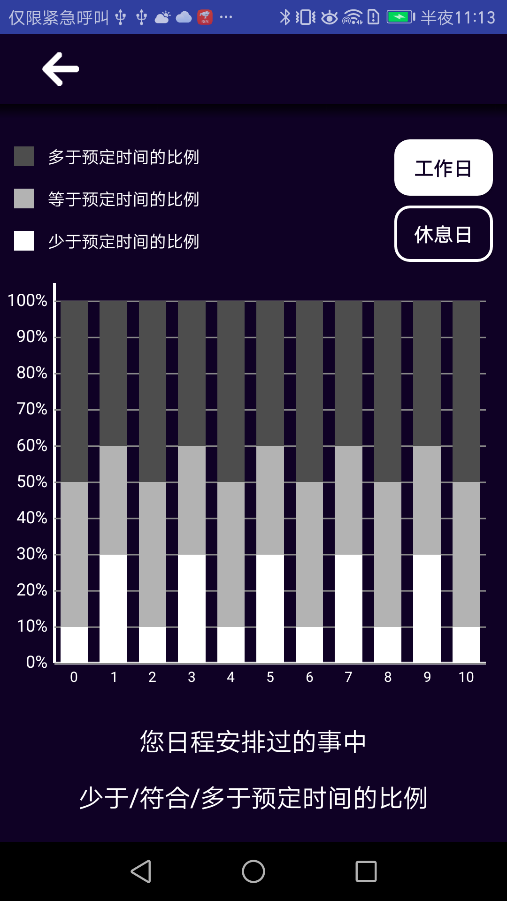 仅限紧急呼叫 ... 半夜11:13
多于预定时间的比例
等于预定时间的比例
少于预定时间的比例
工作日
休息日
100%
90%
80%
70%
60%
50%
40%
30%
20%
10%
0%
0 1 2 3 4 5 6 7 8 9 10
您日程安排过的事中
少于/符合/多于预定时间的比例